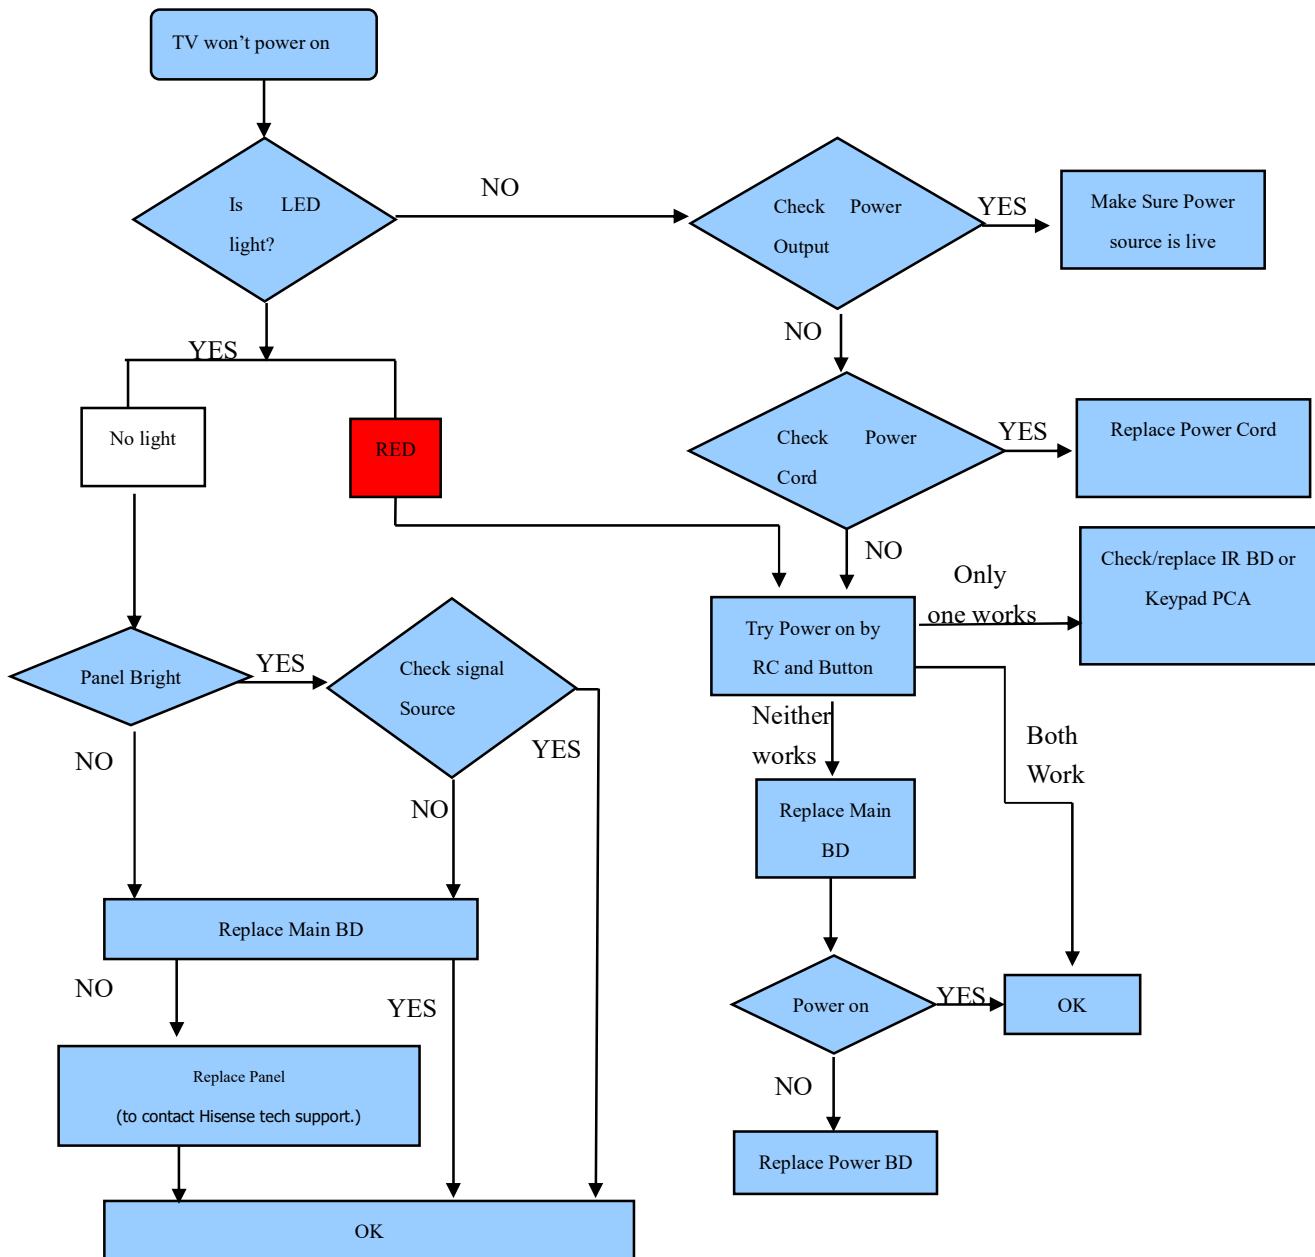 TV won’t power on
Is LED
light?
NO
Check Power
Output
YES
Make Sure Power
source is live
YES
NO
No light
RED
Check Power
Cord
YES
Replace Power Cord
NO
Only
one works
Check/replace IR BD or
Keypad PCA
Try Power on by
RC and Button
Panel Bright
YES
Check signal
Source
NO
YES
NO
Neither
works
Both
Work
Replace Main
BD
Replace Main BD
NO
YES
Power on
YES
OK
Replace Panel
(to contact Hisense tech support.)
NO
Replace Power BD
OK